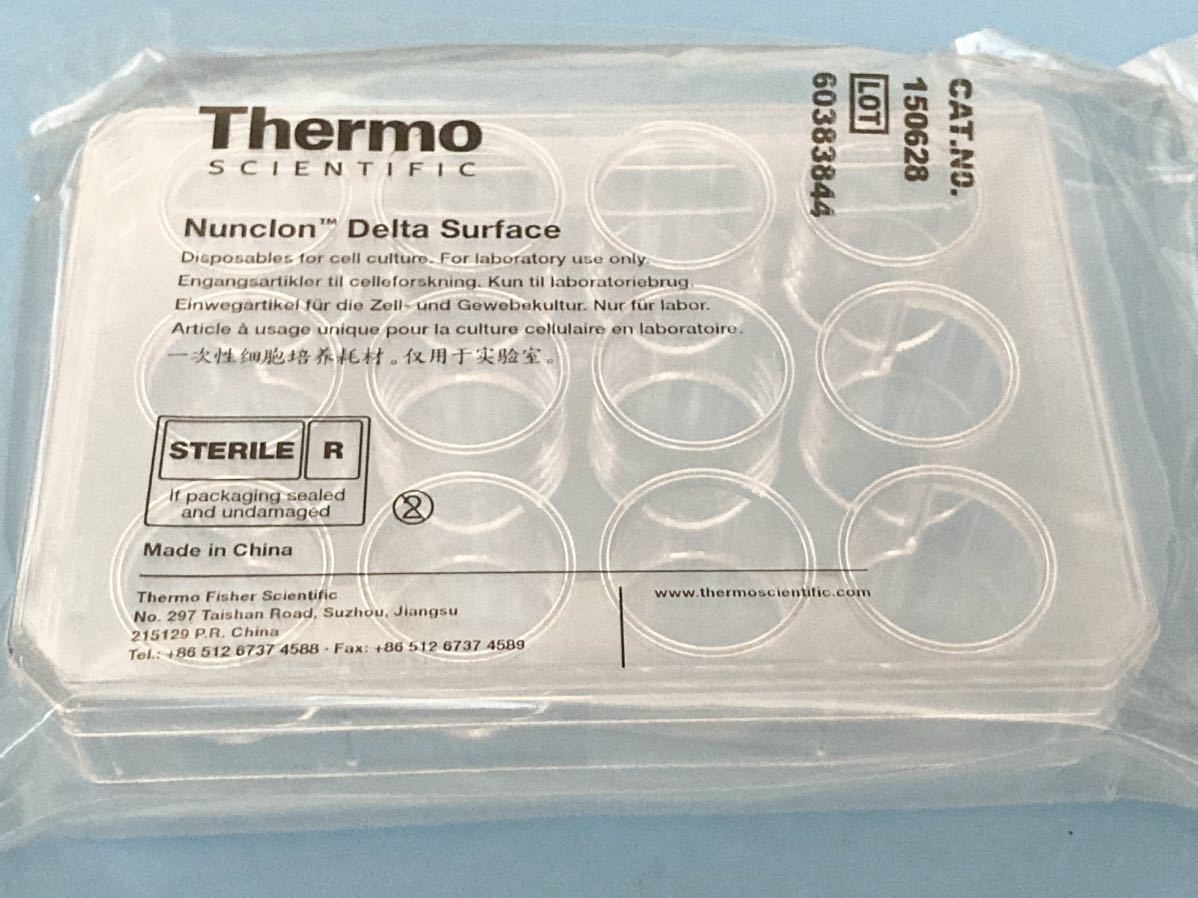 Thermo
SCIENTIFIC
Nunclon™ Delta Surface
Disposables for cell culture. For laboratory use only.
Engangsartikler til celleforskning. Kun til laboratoriebrug
Einwegartikel für die Zell- und Gewebekultur. Nur für labor.
Article à usage unique pour la culture cellulaire en laboratoire.
一次性细胞培养耗材。仅用于实验室。
STERILE R
If packaging sealed
and undamaged
2
Made in China
Thermo Fisher Scientific
No. 297 Taishan Road, Suzhou, Jiangsu
215129 P.R. China
Tel.: +86 512 6737 4588 · Fax: +86 512 6737 4589
www.thermoscientific.com
CAT.NO.
150628
LOT
60383844